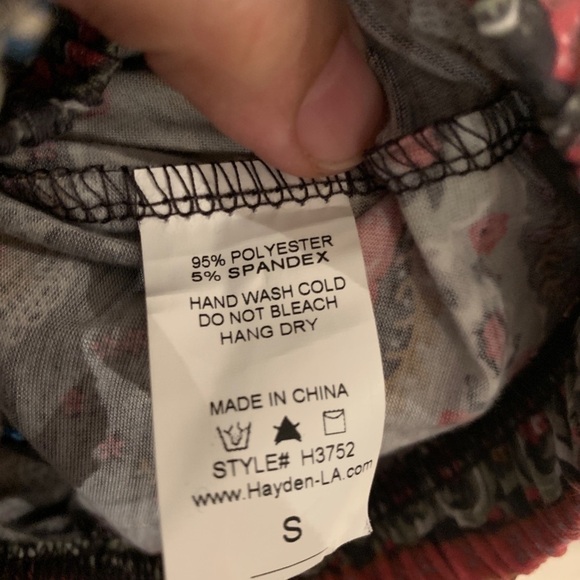 95% POLYESTER
5% SPANDEX
HAND WASH COLD
DO NOT BLEACH
HANG DRY
MADE IN CHINA
STYLE# H3752
www.Hayden-LA.com
S